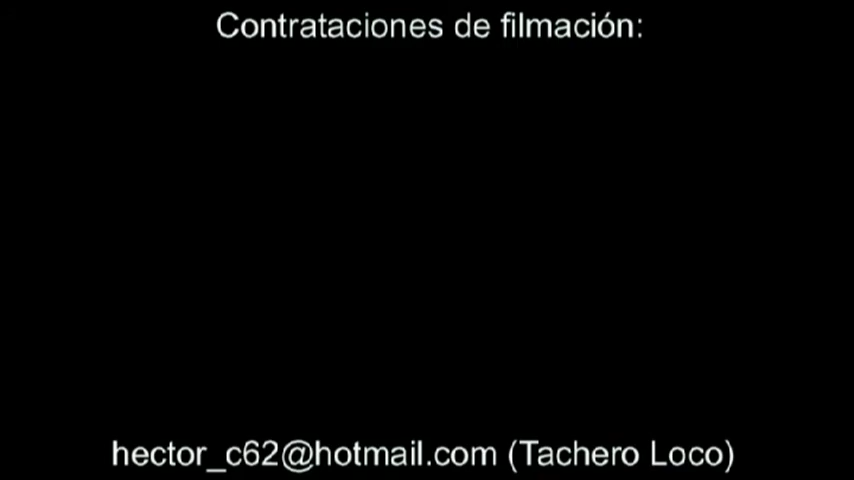 Contrataciones de filmación:
hector_c62@hotmail.com (Tachero Loco)